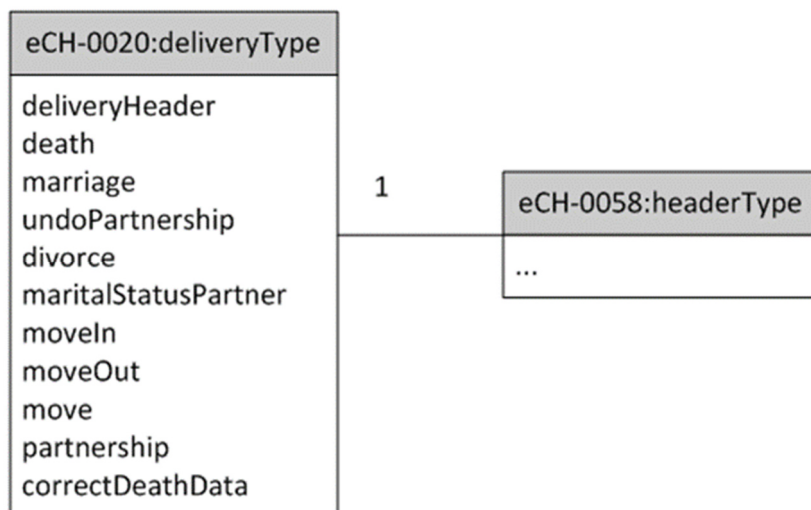 eCH-0020:deliveryType
deliveryHeader
death
marriage
undoPartnership
divorce
maritalStatusPartner
moveIn
moveOut
move
partnership
correctDeathData
1
eCH-0058:headerType
...